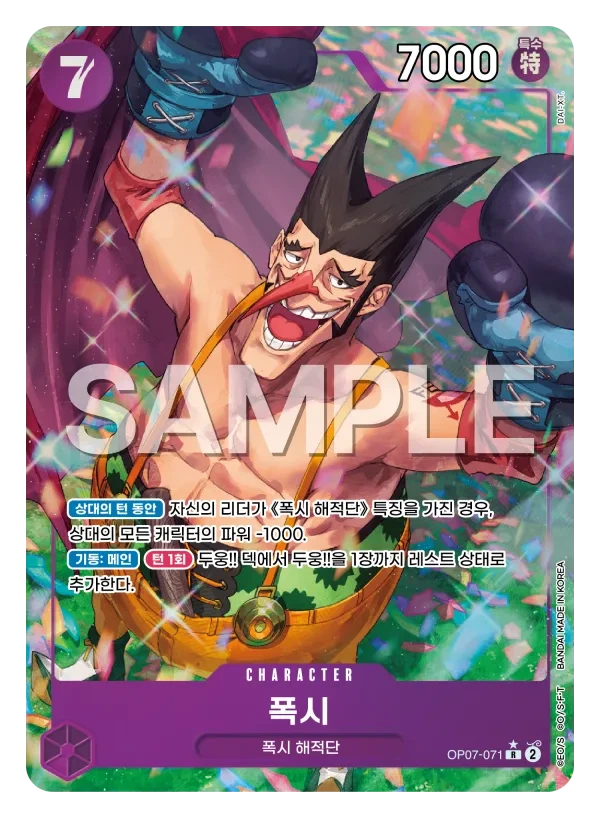 7
7000
특수
特
DAI-XT.
SAMPLE
상대의 턴 동안 자신의 리더가 《폭시 해적단》 특징을 가진 경우,
상대의 모든 캐릭터의 파워 -1000.
기동: 메인 턴 1회 두웅!! 덱에서 두웅!!을 1장까지 레스트 상태로
추가한다.
CHARACTER
폭시
폭시 해적단
OP07-071 R 2
©E.O/S ©O/S·F·T BANDAI MADE IN KOREA